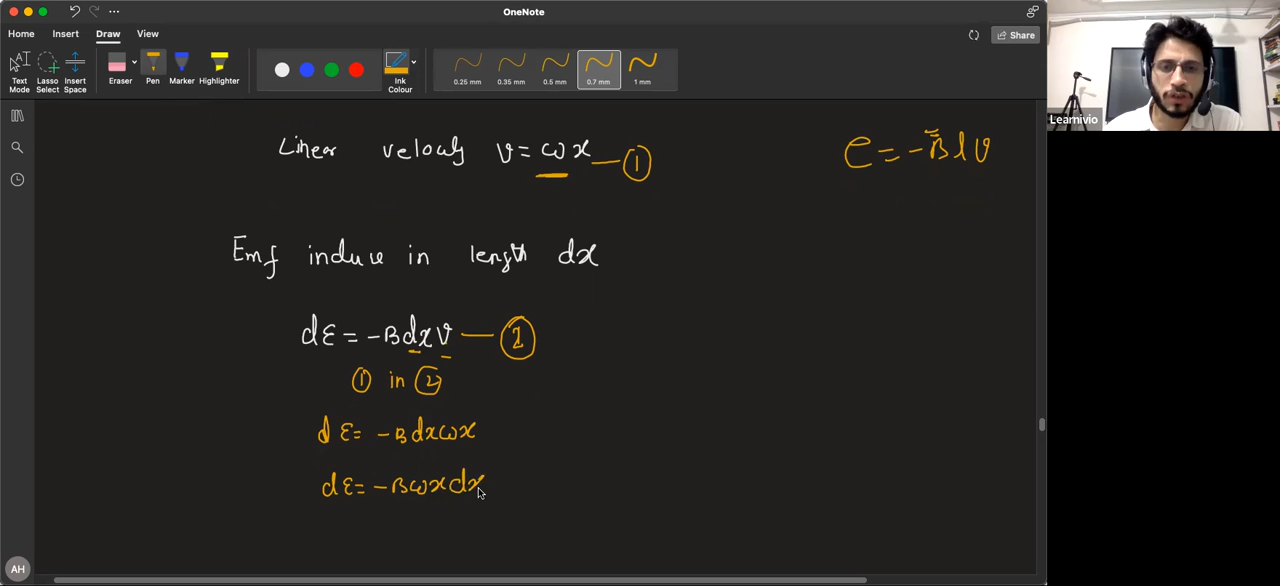 OneNote
Home Insert Draw View
Share
Text Mode Lasso Select Insert Space Eraser Pen Marker Highlighter Ink Colour 0.25 mm 0.35 mm 0.5 mm 0.7 mm 1 mm
Learnivio
Linear velocity v = ωx — ①
e = -Blv
Emf induce in length dx
dε = -Bdxv — ②
① in ②
dε = -Bdxωx
dε = -Bωxdx
AH